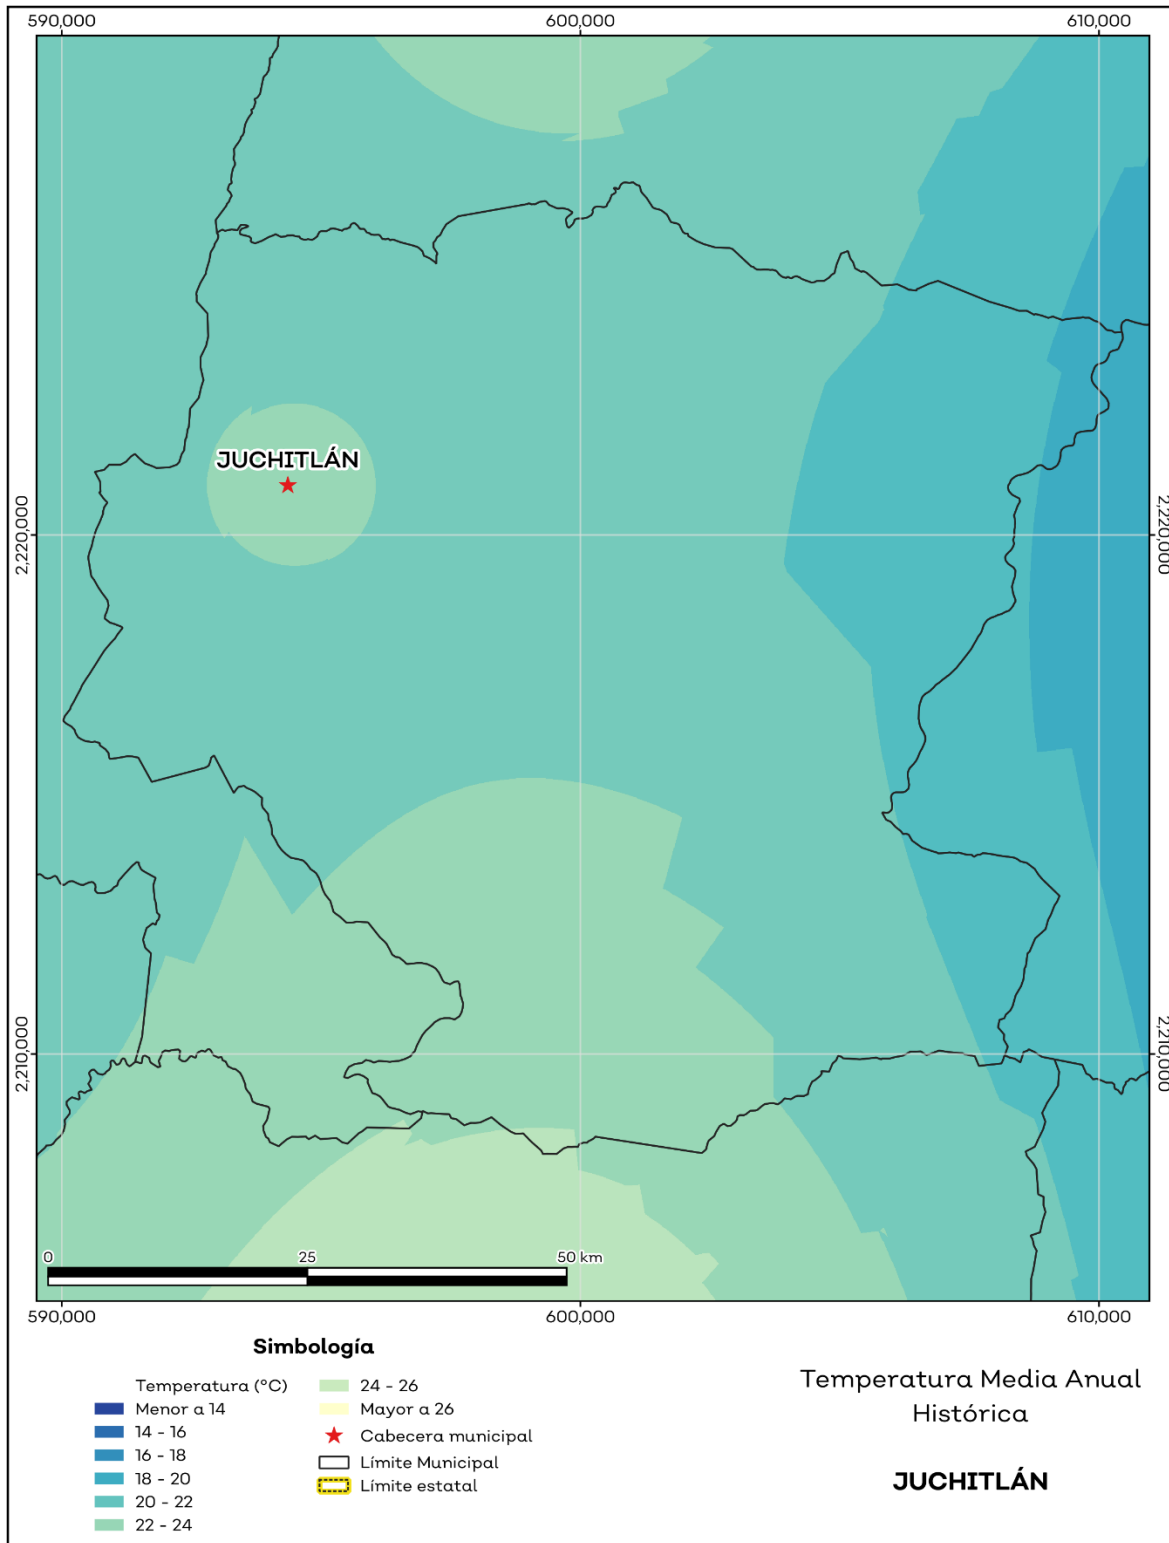 590,000
600,000
610,000
JUCHITLÁN
2,220,000
2,220,000
2,210,000
2,210,000
0
25
50 km
590,000
600,000
610,000
Simbología
Temperatura (°C)
Menor a 14
14 - 16
16 - 18
18 - 20
20 - 22
22 - 24
24 - 26
Mayor a 26
Cabecera municipal
Límite Municipal
Límite estatal
Temperatura Media Anual
Histórica
JUCHITLÁN